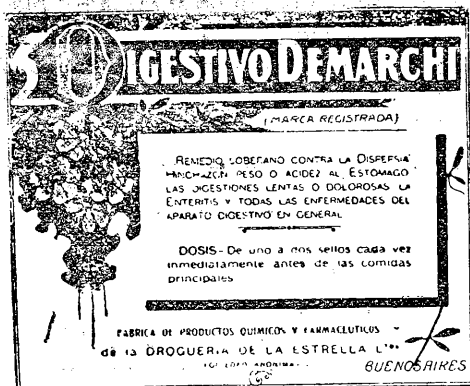 DIGESTIVO DEMARCHI
(MARCA REGISTRADA)
REMEDIO SOBERANO CONTRA LA DISPEPSIA
HINCHAZON PESO O ACIDEZ AL ESTOMAGO
LAS DIGESTIONES LENTAS O DOLOROSAS LA
ENTERITIS Y TODAS LAS ENFERMEDADES DEL
APARATO DIGESTIVO EN GENERAL
DOSIS- De uno a dos sellos cada vez
inmediatamente antes de las comidas
principales
FABRICA DE PRODUCTOS QUIMICOS Y FARMACEUTICOS
de la DROGUERIA DE LA ESTRELLA L
SOCIEDAD ANONIMA
BUENOS AIRES